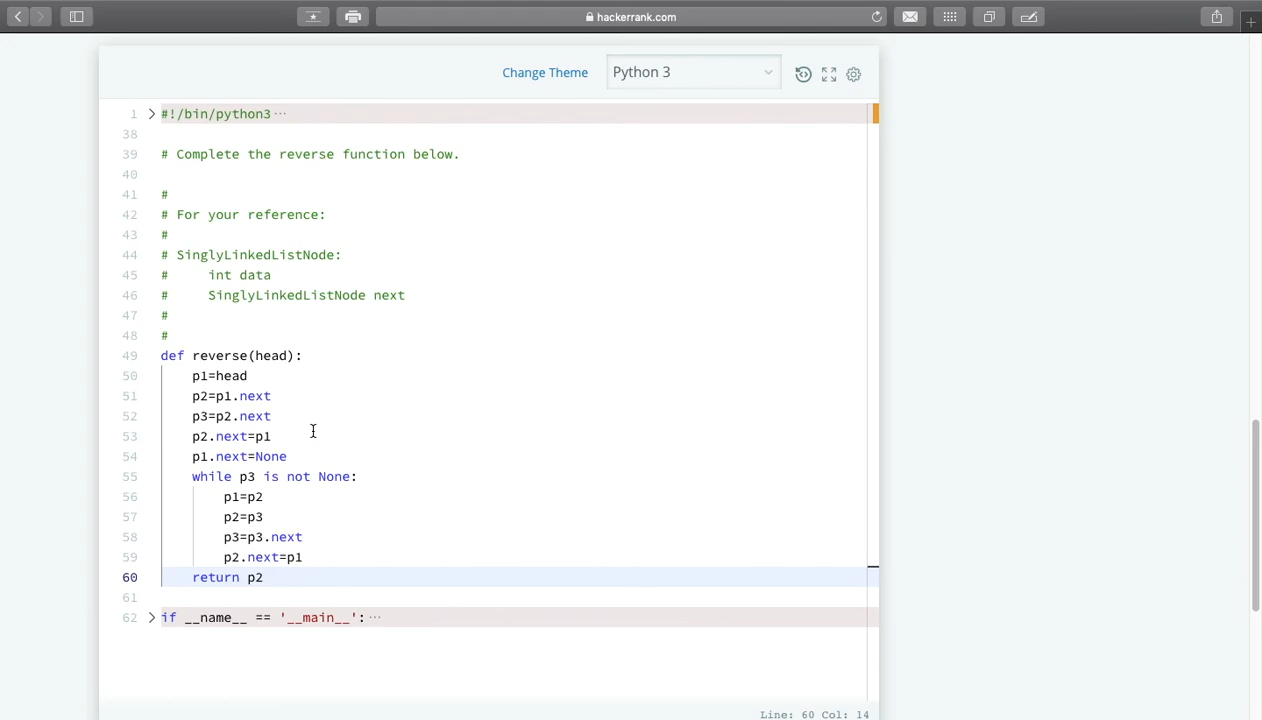 hackerrank.com
Change Theme
Python 3
1 #!/bin/python3 ···
38
39 # Complete the reverse function below.
40
41 #
42 # For your reference:
43 #
44 # SinglyLinkedListNode:
45 #     int data
46 #     SinglyLinkedListNode next
47 #
48 #
49 def reverse(head):
50     p1=head
51     p2=p1.next
52     p3=p2.next
53     p2.next=p1
54     p1.next=None
55     while p3 is not None:
56         p1=p2
57         p2=p3
58         p3=p3.next
59         p2.next=p1
60     return p2
61
62 if __name__ == '__main__': ···
Line: 60 Col: 14